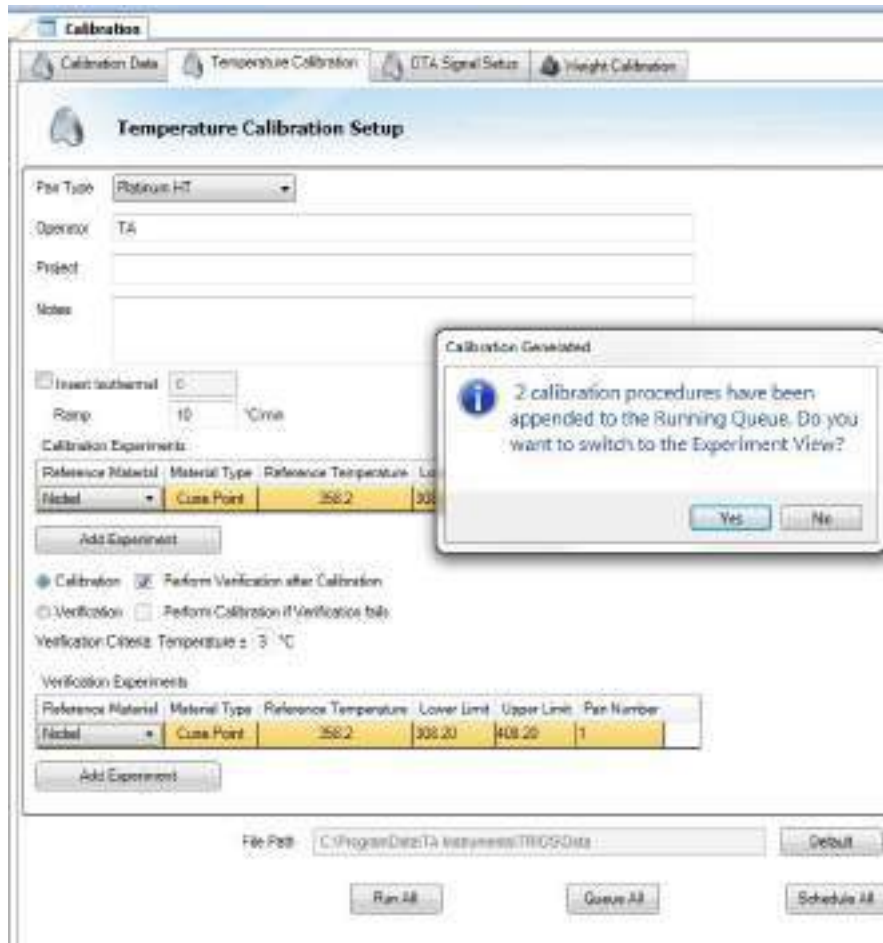 Calibration
Calibration Data Temperature Calibration DTA Signal Setup Weight Calibration
Temperature Calibration Setup
Pan Type Platinum HT
Operator TA
Project
Notes
Calibration Generated
2 calibration procedures have been
appended to the Running Queue. Do you
want to switch to the Experiment View?
Yes No
Insert Isothermal 0
Ramp 10 °C/min
Calibration Experiments
Reference Material Material Type Reference Temperature
Nickel Curie Point 358.2
Add Experiment
Calibration Perform Verification after Calibration
Verification Perform Calibration if Verification fails
Verification Criteria: Temperature ± 3 °C
Verification Experiments
Reference Material Material Type Reference Temperature Lower Limit Upper Limit Pan Number
Nickel Curie Point 358.2 308.20 408.20 1
Add Experiment
File Path C:\ProgramData\TA Instruments\TRIOS\Data Default
Run All Queue All Schedule All